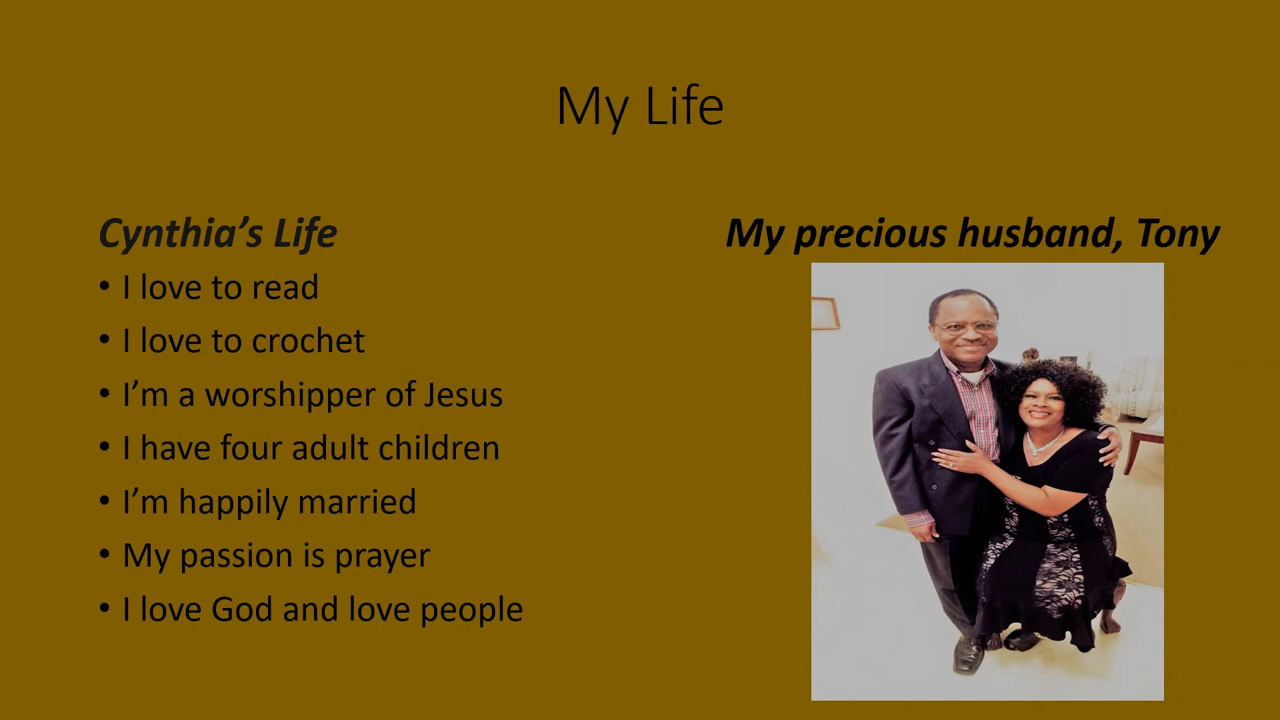 My Life
Cynthia’s Life
• I love to read
• I love to crochet
• I’m a worshipper of Jesus
• I have four adult children
• I’m happily married
• My passion is prayer
• I love God and love people
My precious husband, Tony